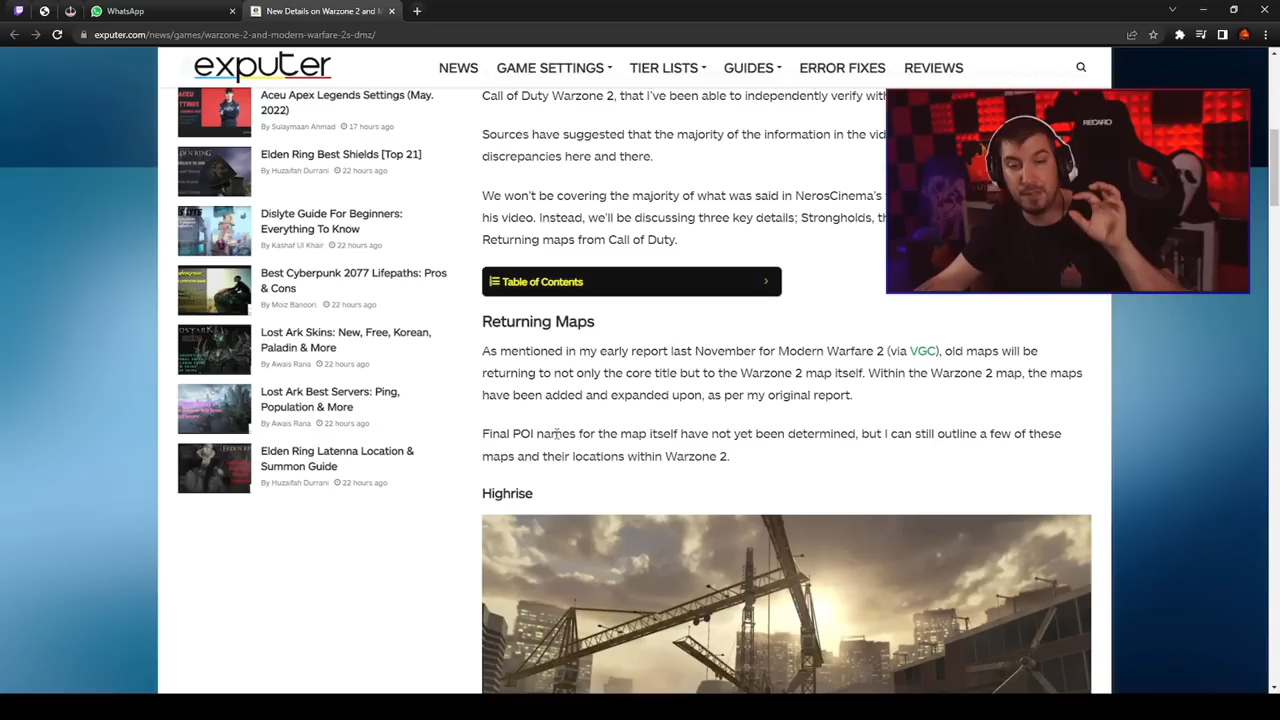 WhatsApp
New Details on Warzone 2 and M
exputer.com/news/games/warzone-2-and-modern-warfare-2s-dmz/
exputer
NEWS GAME SETTINGS TIER LISTS GUIDES ERROR FIXES REVIEWS
Aceu Apex Legends Settings (May.
2022)
By Sulaymaan Ahmad 17 hours ago
Elden Ring Best Shields [Top 21]
By Huzaifah Durrani 22 hours ago
Dislyte Guide For Beginners:
Everything To Know
By Kashaf Ul Khair 22 hours ago
Best Cyberpunk 2077 Lifepaths: Pros
& Cons
By Moiz Banoori 22 hours ago
Lost Ark Skins: New, Free, Korean,
Paladin & More
By Awais Rana 22 hours ago
Lost Ark Best Servers: Ping,
Population & More
By Awais Rana 22 hours ago
Elden Ring Latenna Location &
Summon Guide
By Huzaifah Durrani 22 hours ago
Call of Duty Warzone 2, that I've been able to independently verify with
Sources have suggested that the majority of the information in the vid
discrepancies here and there.
We won't be covering the majority of what was said in NerosCinema's
his video. Instead, we'll be discussing three key details; Strongholds, th
Returning maps from Call of Duty.
Table of Contents
Returning Maps
As mentioned in my early report last November for Modern Warfare 2 (via VGC), old maps will be
returning to not only the core title but to the Warzone 2 map itself. Within the Warzone 2 map, the maps
have been added and expanded upon, as per my original report.
Final POI names for the map itself have not yet been determined, but I can still outline a few of these
maps and their locations within Warzone 2.
Highrise
RECARO